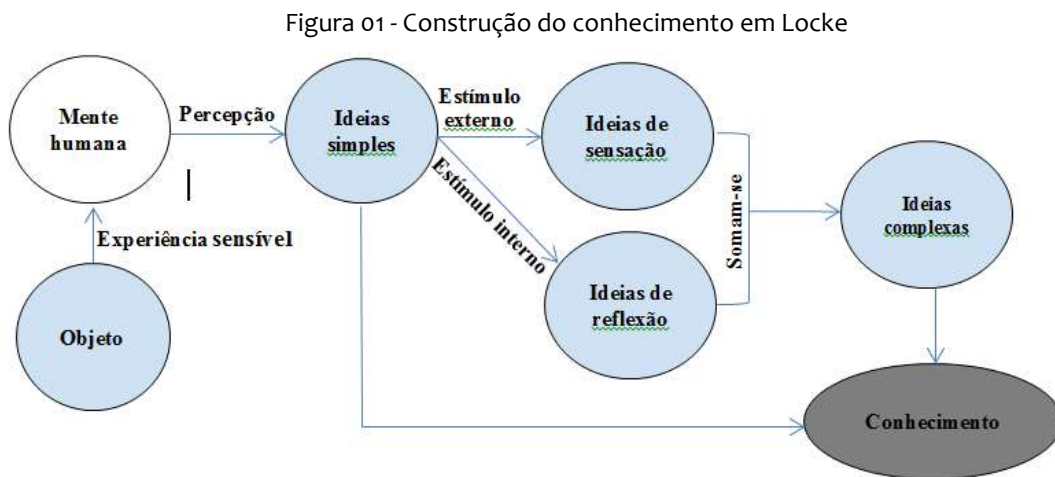 Figura 01 - Construção do conhecimento em Locke
Mente
humana
Percepção
Ideias
simples
Estímulo
externo
Ideias de
sensação
Estímulo interno
Somam-se
Ideias
complexas
Experiência sensível
Ideias de
reflexão
Objeto
Conhecimento